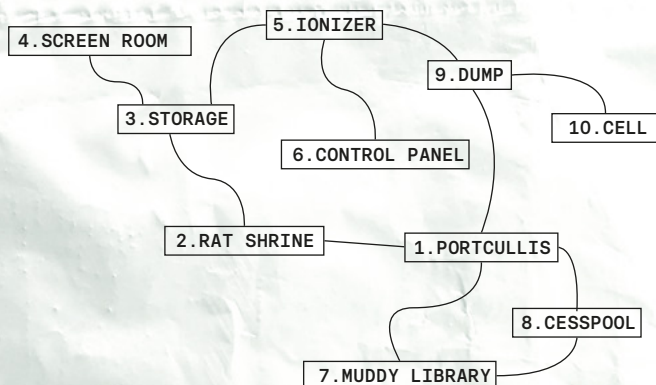 5.IONIZER
4.SCREEN ROOM
9.DUMP
3.STORAGE
10.CELL
6.CONTROL PANEL
2.RAT SHRINE
1.PORTCULLIS
8.CESSPOOL
7.MUDDY LIBRARY